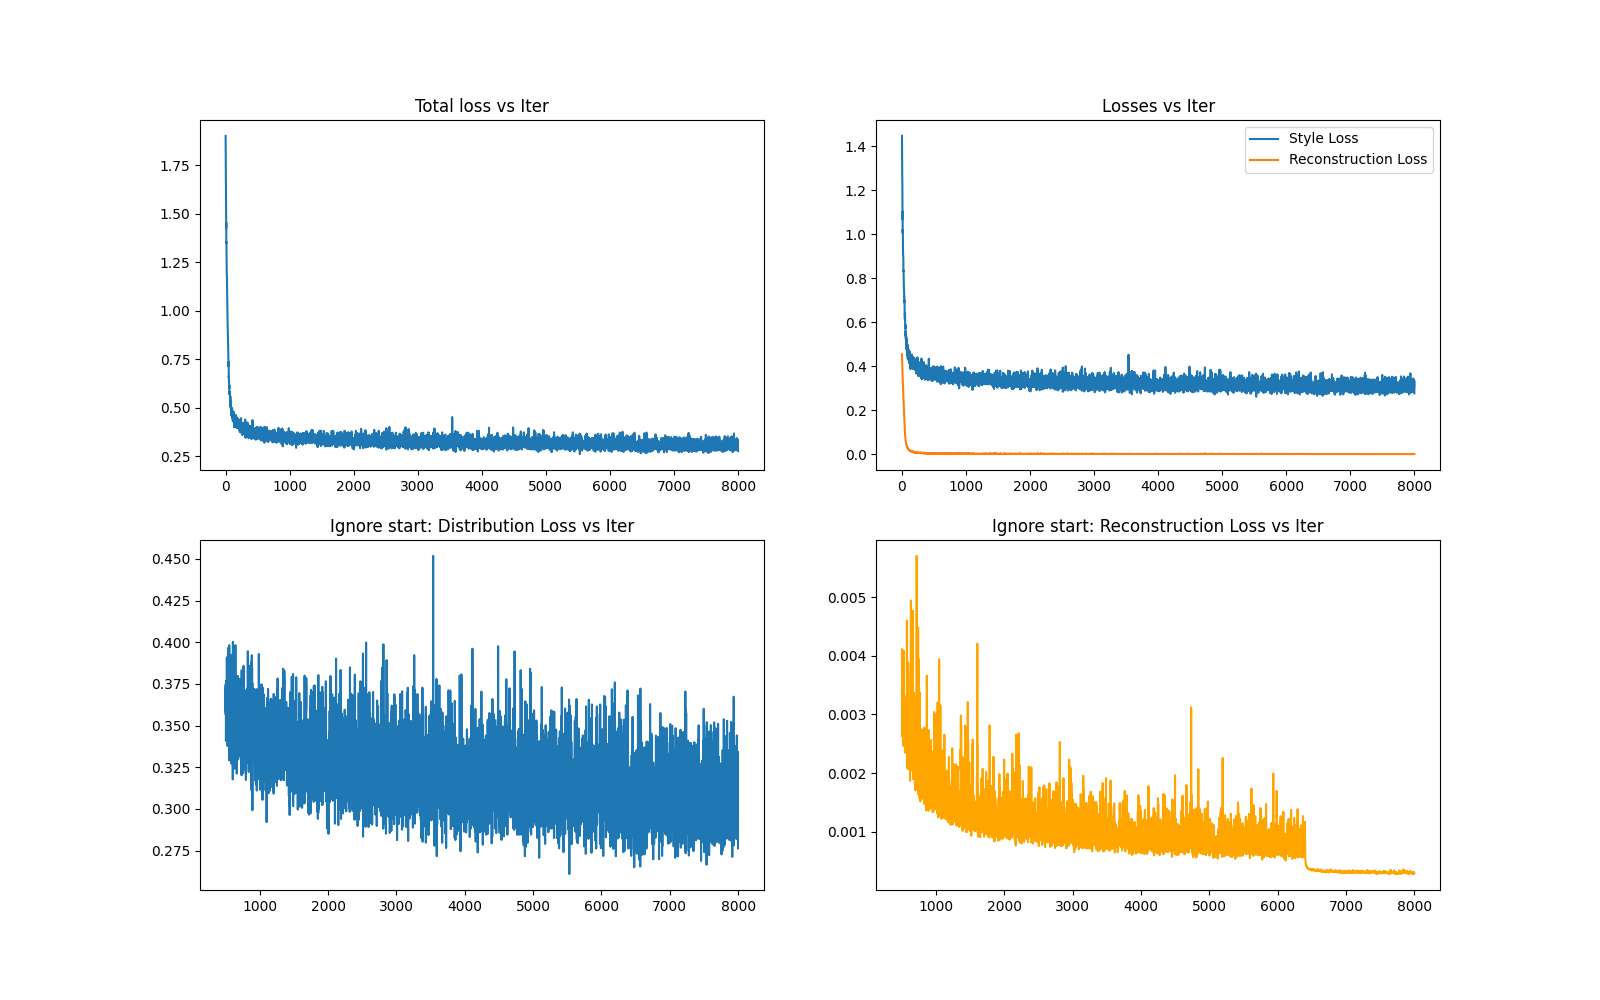 Total loss vs Iter
1.75
1.50
1.25
1.00
0.75
0.50
0.25
0 1000 2000 3000 4000 5000 6000 7000 8000
Losses vs Iter
Style Loss
Reconstruction Loss
1.4
1.2
1.0
0.8
0.6
0.4
0.2
0.0
0 1000 2000 3000 4000 5000 6000 7000 8000
Ignore start: Distribution Loss vs Iter
0.450
0.425
0.400
0.375
0.350
0.325
0.300
0.275
1000 2000 3000 4000 5000 6000 7000 8000
Ignore start: Reconstruction Loss vs Iter
0.005
0.004
0.003
0.002
0.001
1000 2000 3000 4000 5000 6000 7000 8000